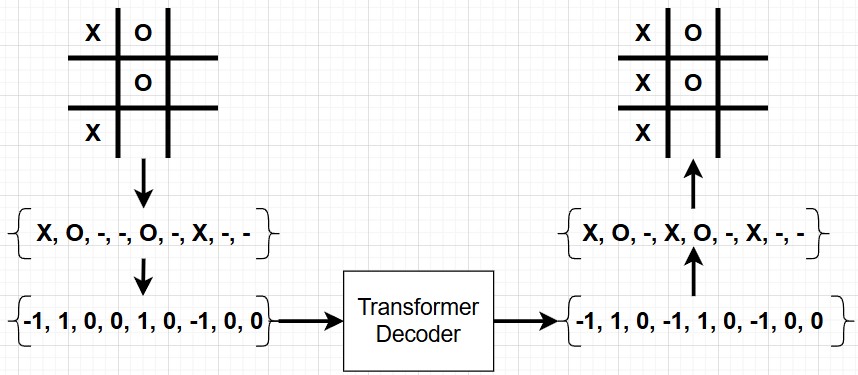 X O
O
X
X, O, -, -, O, -, X, -, -
-1, 1, 0, 0, 1, 0, -1, 0, 0
Transformer
Decoder
-1, 1, 0, -1, 1, 0, -1, 0, 0
X, O, -, X, O, -, X, -, -
X O
X O
X